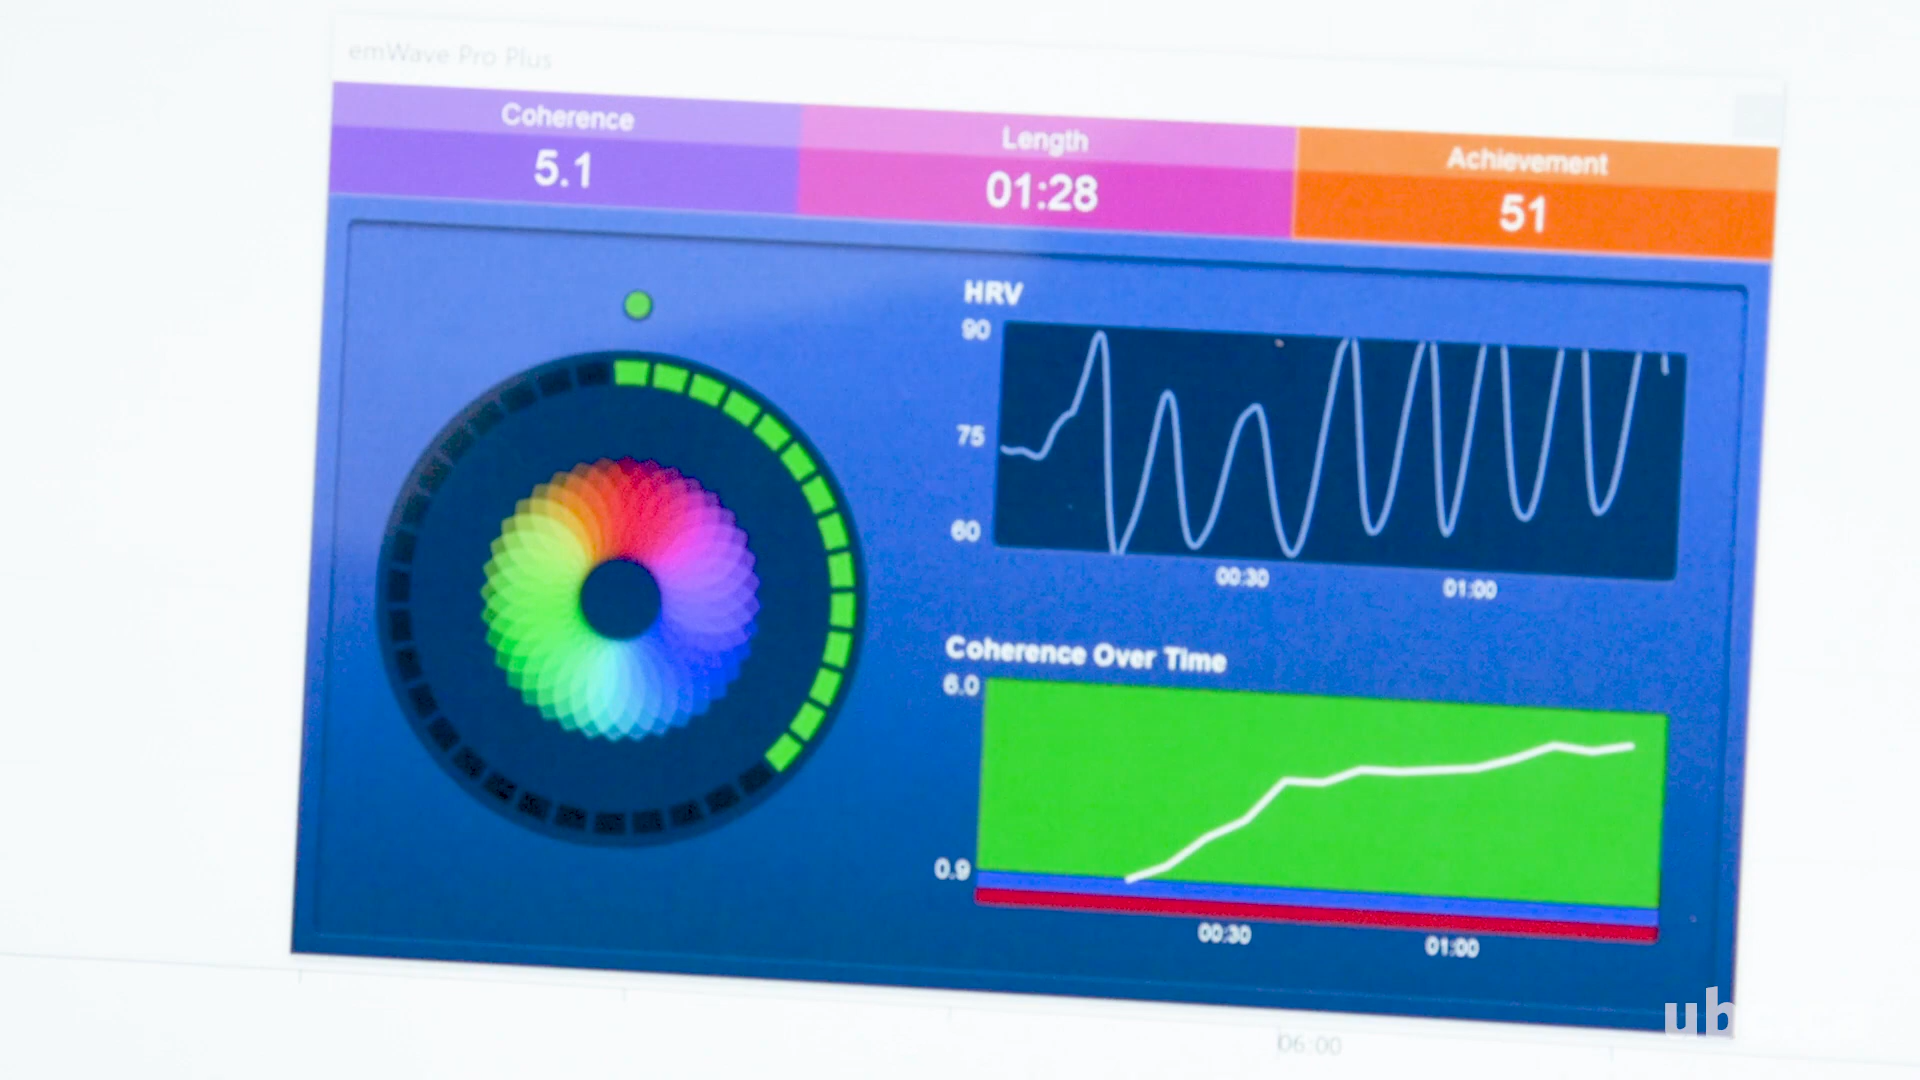 emWave Pro Plus
Coherence
5.1
Length
01:28
Achievement
51
HRV
90
75
60
00:30
01:00
Coherence Over Time
6.0
0.9
00:30
01:00
06:00